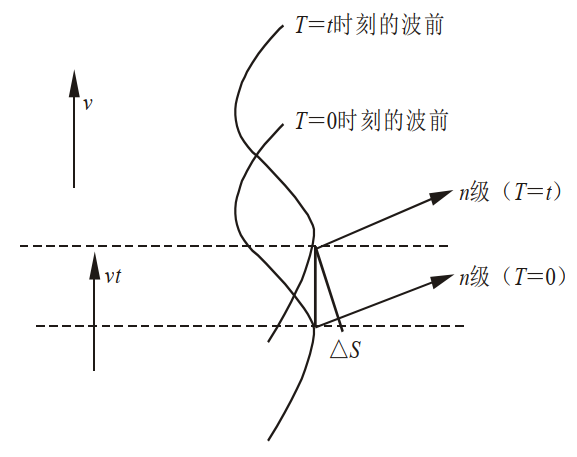 T=t时刻的波前
v
T=0时刻的波前
n级（T=t）
vt
n级（T=0）
△S